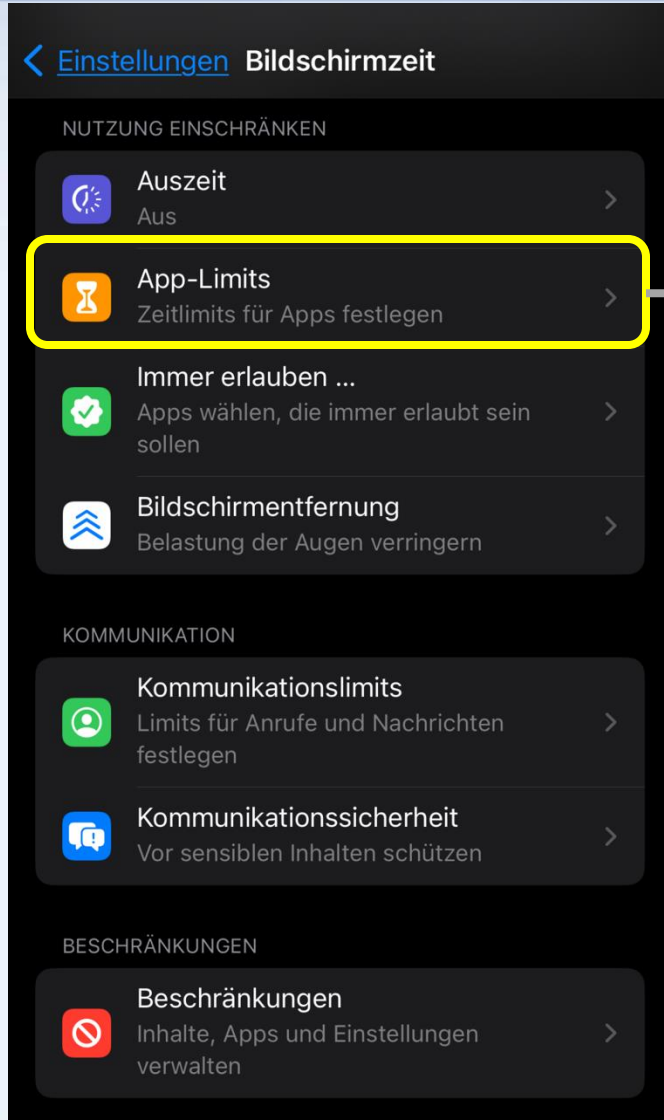 Einstellungen Bildschirmzeit
NUTZUNG EINSCHRÄNKEN
Auszeit
Aus
App-Limits
Zeitlimits für Apps festlegen
Immer erlauben ...
Apps wählen, die immer erlaubt sein
sollen
Bildschirmentfernung
Belastung der Augen verringern
KOMMUNIKATION
Kommunikationslimits
Limits für Anrufe und Nachrichten
festlegen
Kommunikationssicherheit
Vor sensiblen Inhalten schützen
BESCHRÄNKUNGEN
Beschränkungen
Inhalte, Apps und Einstellungen
verwalten